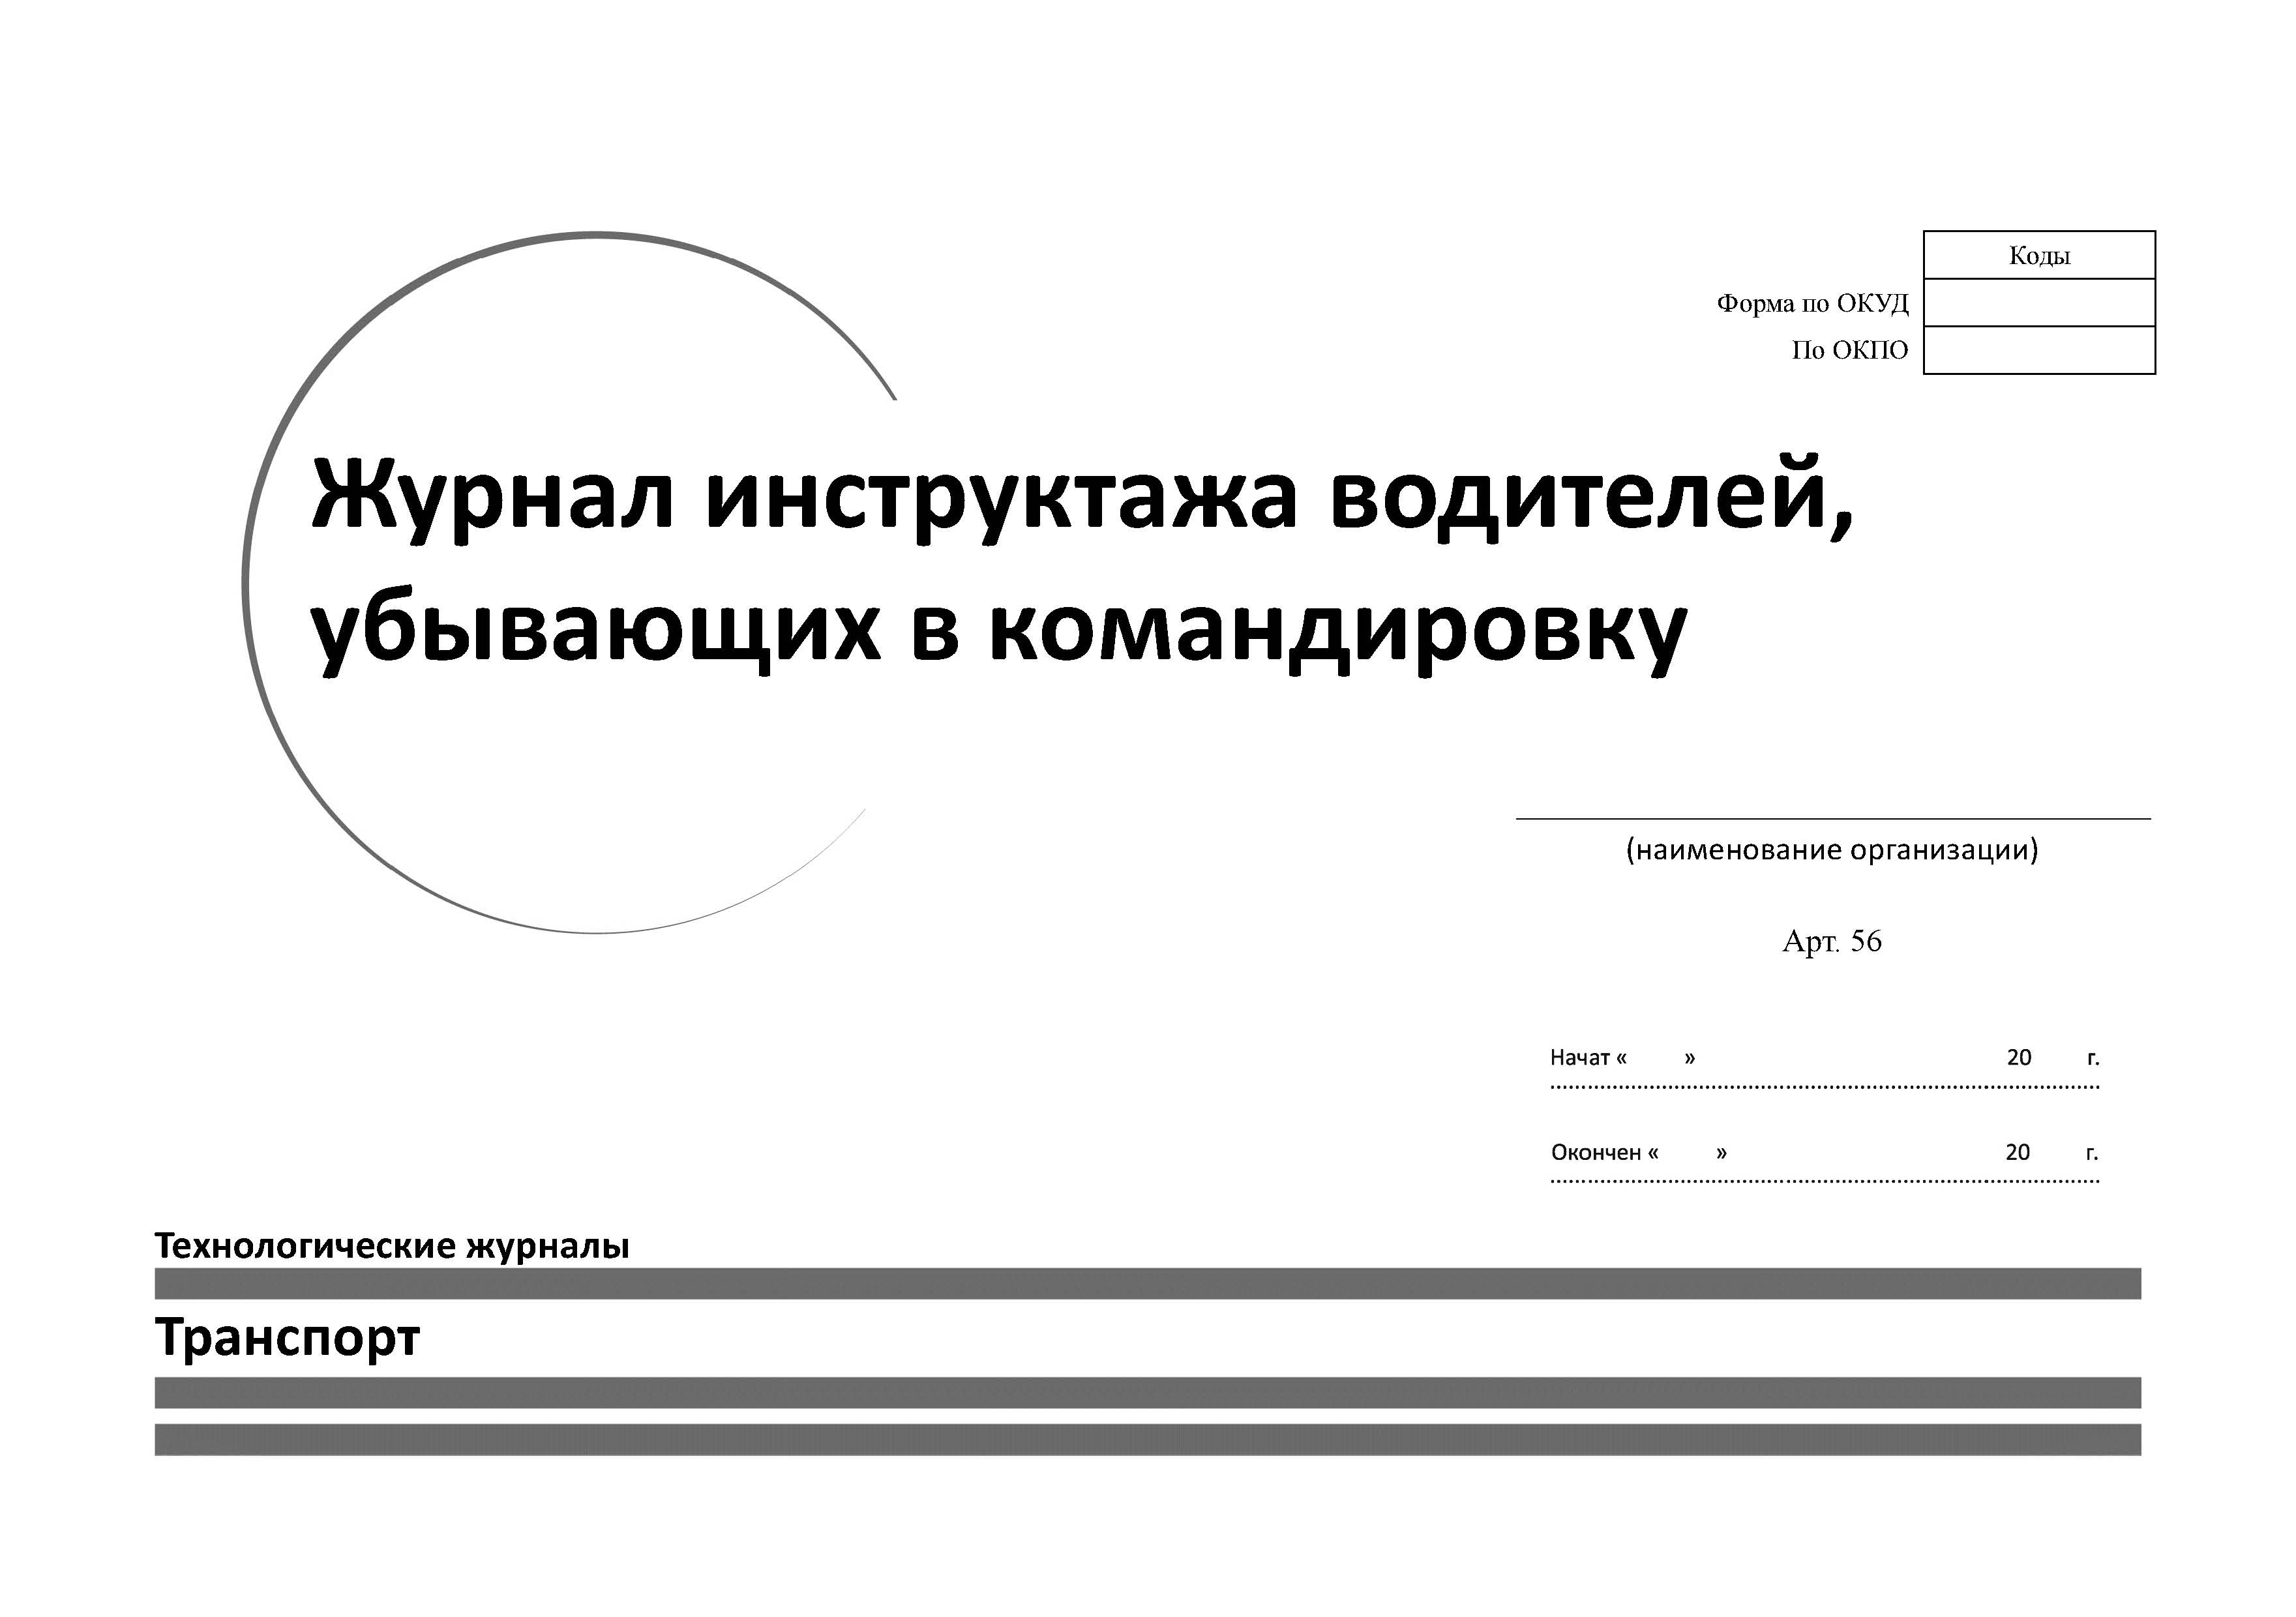 Коды
Форма по ОКУД
По ОКПО
Журнал инструктажа водителей,
убывающих в командировку
(наименование организации)
Арт. 56
Начат « » 20 г.
Окончен « » 20 г.
Технологические журналы
Транспорт